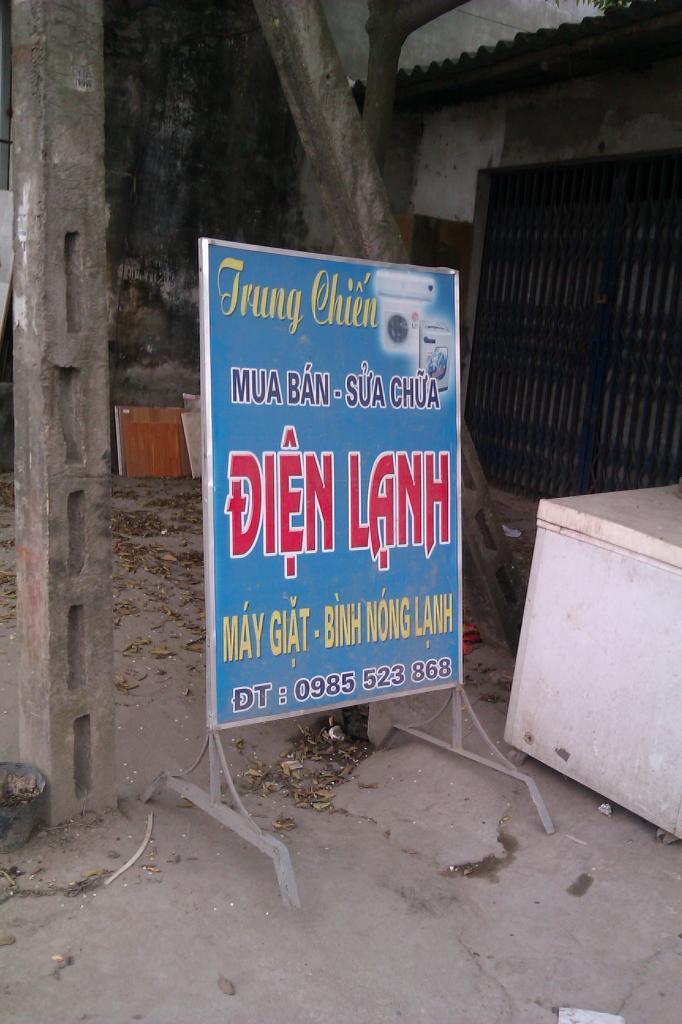 Trung Chiến
MUA BÁN - SỬA CHỮA
ĐIỆN LẠNH
MÁY GIẶT - BÌNH NÓNG LẠNH
ĐT : 0985 523 868